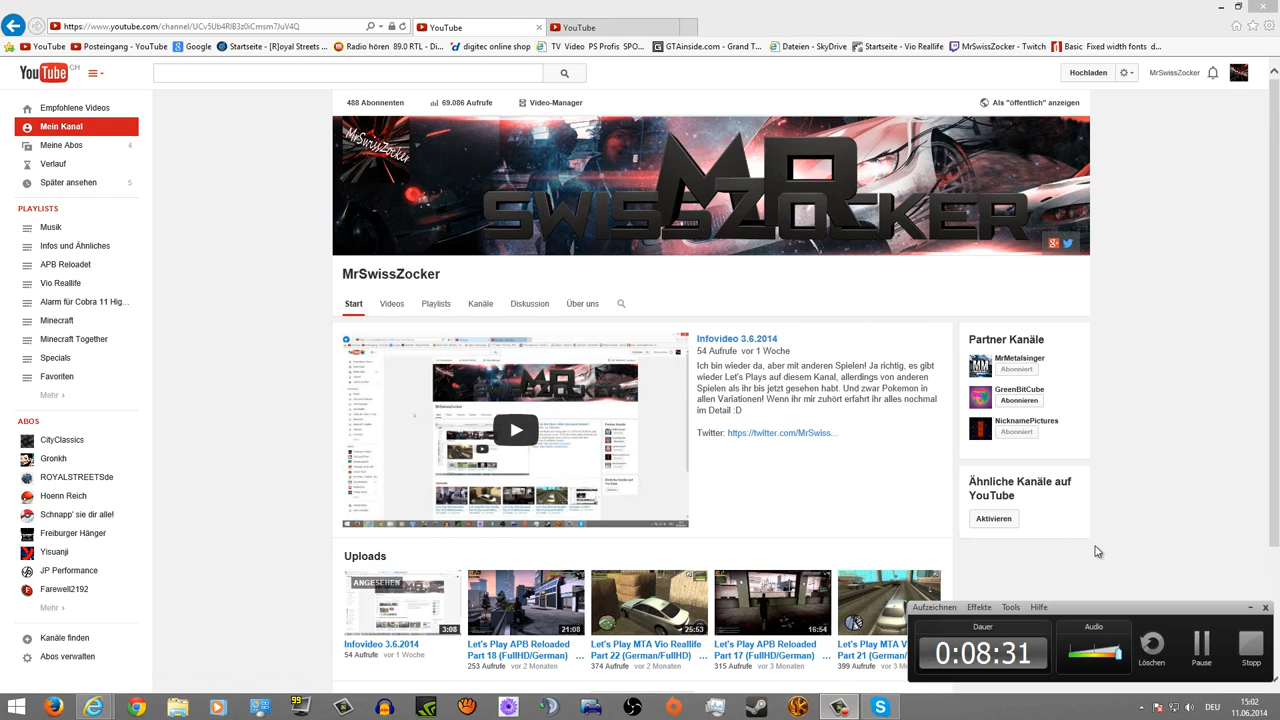 https://www.youtube.com/channel/UCv5Ub4RlB3z0iCmsm7JuV4Q
YouTube
YouTube
YouTube
Posteingang - YouTube
Google
Startseite - [R]oyal Streets ...
Radio hören 89.0 RTL - Di...
digitec online shop
TV Video PS Profis SPO...
GTAinside.com - Grand T...
Dateien - SkyDrive
Startseite - Vio Reallife
MrSwissZocker - Twitch
Basic Fixed width fonts d...
YouTube CH
Hochladen
MrSwissZocker
Empfohlene Videos
Mein Kanal
Meine Abos 4
Verlauf
Später ansehen 5
PLAYLISTS
Musik
Infos und Ähnliches
APB Reloadet
Vio Reallife
Alarm für Cobra 11 Hig...
Minecraft
Minecraft Together
Specials
Favoriten
Mehr ›
ABOS
CityClassics
Gronkh
ROYALSTREETSde
Hoenn Reich
Schnapp' sie dir alle!
Freiburger Hänger
Yisuanji
JP Performance
Farewell2192
Mehr ›
Kanäle finden
Abos verwalten
488 Abonnenten
69.086 Aufrufe
Video-Manager
Als "öffentlich" anzeigen
MrSwissZocker
MR
SWISSZOCKER
MrSwissZocker
Start
Videos
Playlists
Kanäle
Diskussion
Über uns
Infovideo 3.6.2014
54 Aufrufe vor 1 Woche
Ich bin wieder da, aber mit anderen Spielen! Ja richtig, es gibt
wieder Let's Plays auf diesem Kanal, allerdings von anderen
Spielen als ihr bis jetzt gesehen habt. Und zwar Pokemon in
allen Variationen! Wenn ihr mir zuhört erfahrt ihr alles nochmal
im Detail :D
Twitter: https://twitter.com/MrSwiss...
Partner Kanäle
MrMetalsinger
Abonniert
GreenBitCube
Abonnieren
NicknamePictures
Abonniert
Ähnliche Kanäle auf
YouTube
Aktivieren
Uploads
ANGESEHEN
3:08
21:08
25:53
16:54
Infovideo 3.6.2014
54 Aufrufe vor 1 Woche
Let's Play APB Reloaded
Part 18 (FullHD/German) ...
253 Aufrufe vor 2 Monaten
Let's Play MTA Vio Reallife
Part 22 (German/FullHD) ...
374 Aufrufe vor 2 Monaten
Let's Play APB Reloaded
Part 17 (FullHD/German) ...
315 Aufrufe vor 3 Monaten
Let's Play MTA V
Part 21 (German
399 Aufrufe vor 3
Aufzeichnen
Effekte
Tools
Hilfe
Dauer
0:08:31
Audio
Löschen
Pause
Stopp
99
DEU
15:02
11.06.2014